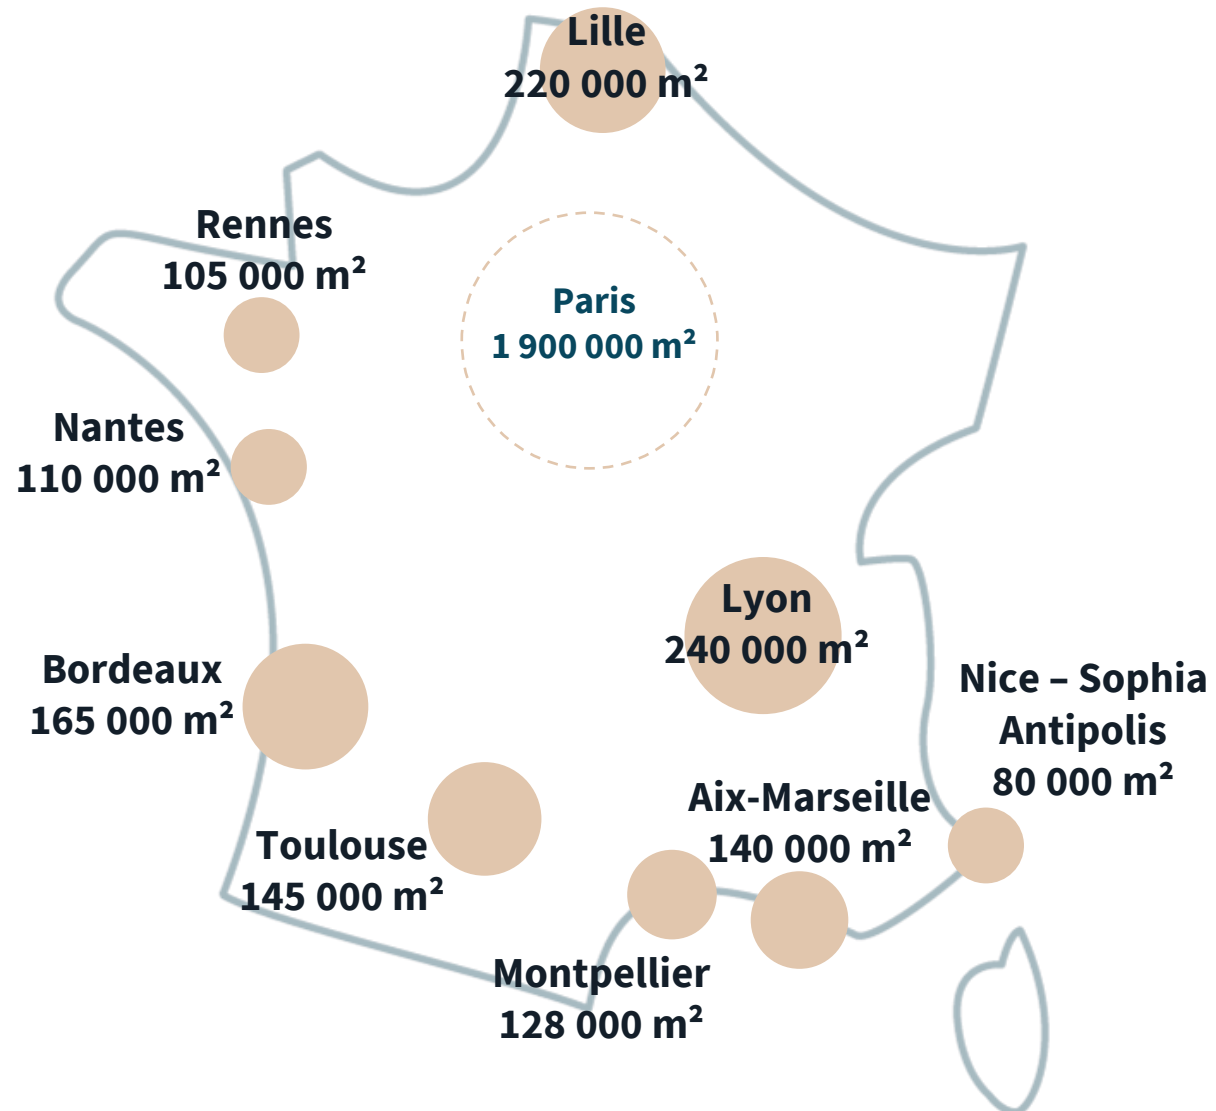 Lille
220 000 m²
Rennes
105 000 m²
Paris
1 900 000 m²
Nantes
110 000 m²
Lyon
240 000 m²
Bordeaux
165 000 m²
Nice – Sophia
Antipolis
80 000 m²
Aix-Marseille
140 000 m²
Toulouse
145 000 m²
Montpellier
128 000 m²